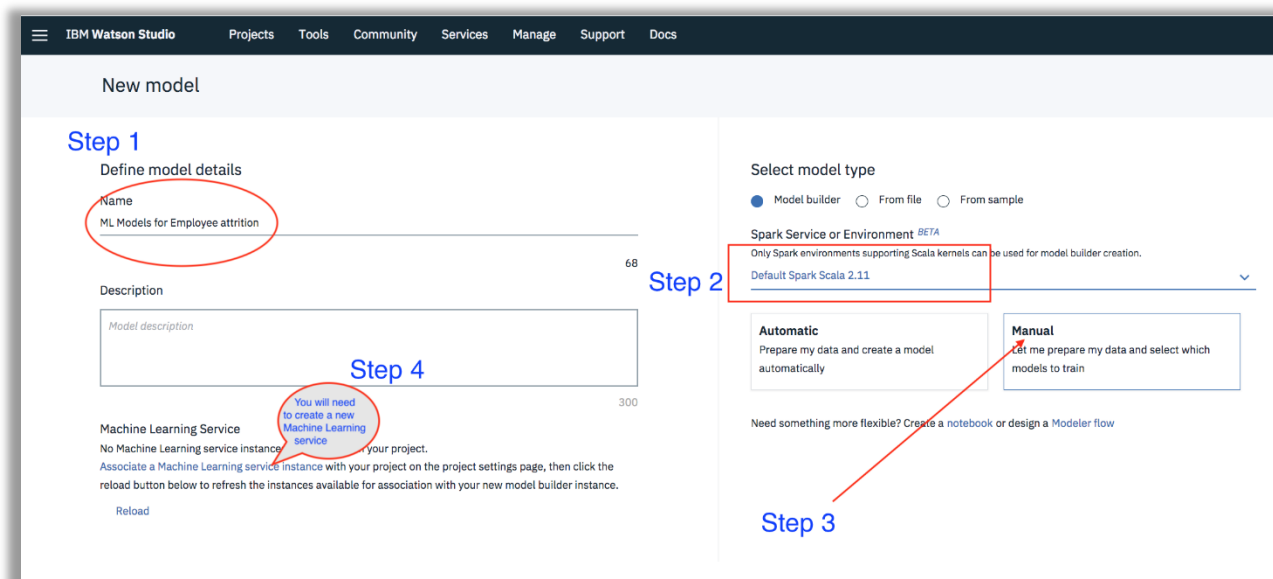 IBM Watson Studio Projects Tools Community Services Manage Support Docs
New model
Step 1
Define model details
Name
ML Models for Employee attrition
68
Description
Model description
Step 4
300
You will need
to create a new
Machine Learning
service
Machine Learning Service
No Machine Learning service instance your project.
Associate a Machine Learning service instance with your project on the project settings page, then click the
reload button below to refresh the instances available for association with your new model builder instance.
Reload
Select model type
Model builder From file From sample
Spark Service or Environment BETA
Only Spark environments supporting Scala kernels can be used for model builder creation.
Step 2
Default Spark Scala 2.11
Automatic
Prepare my data and create a model
automatically
Manual
Let me prepare my data and select which
models to train
Need something more flexible? Create a notebook or design a Modeler flow
Step 3